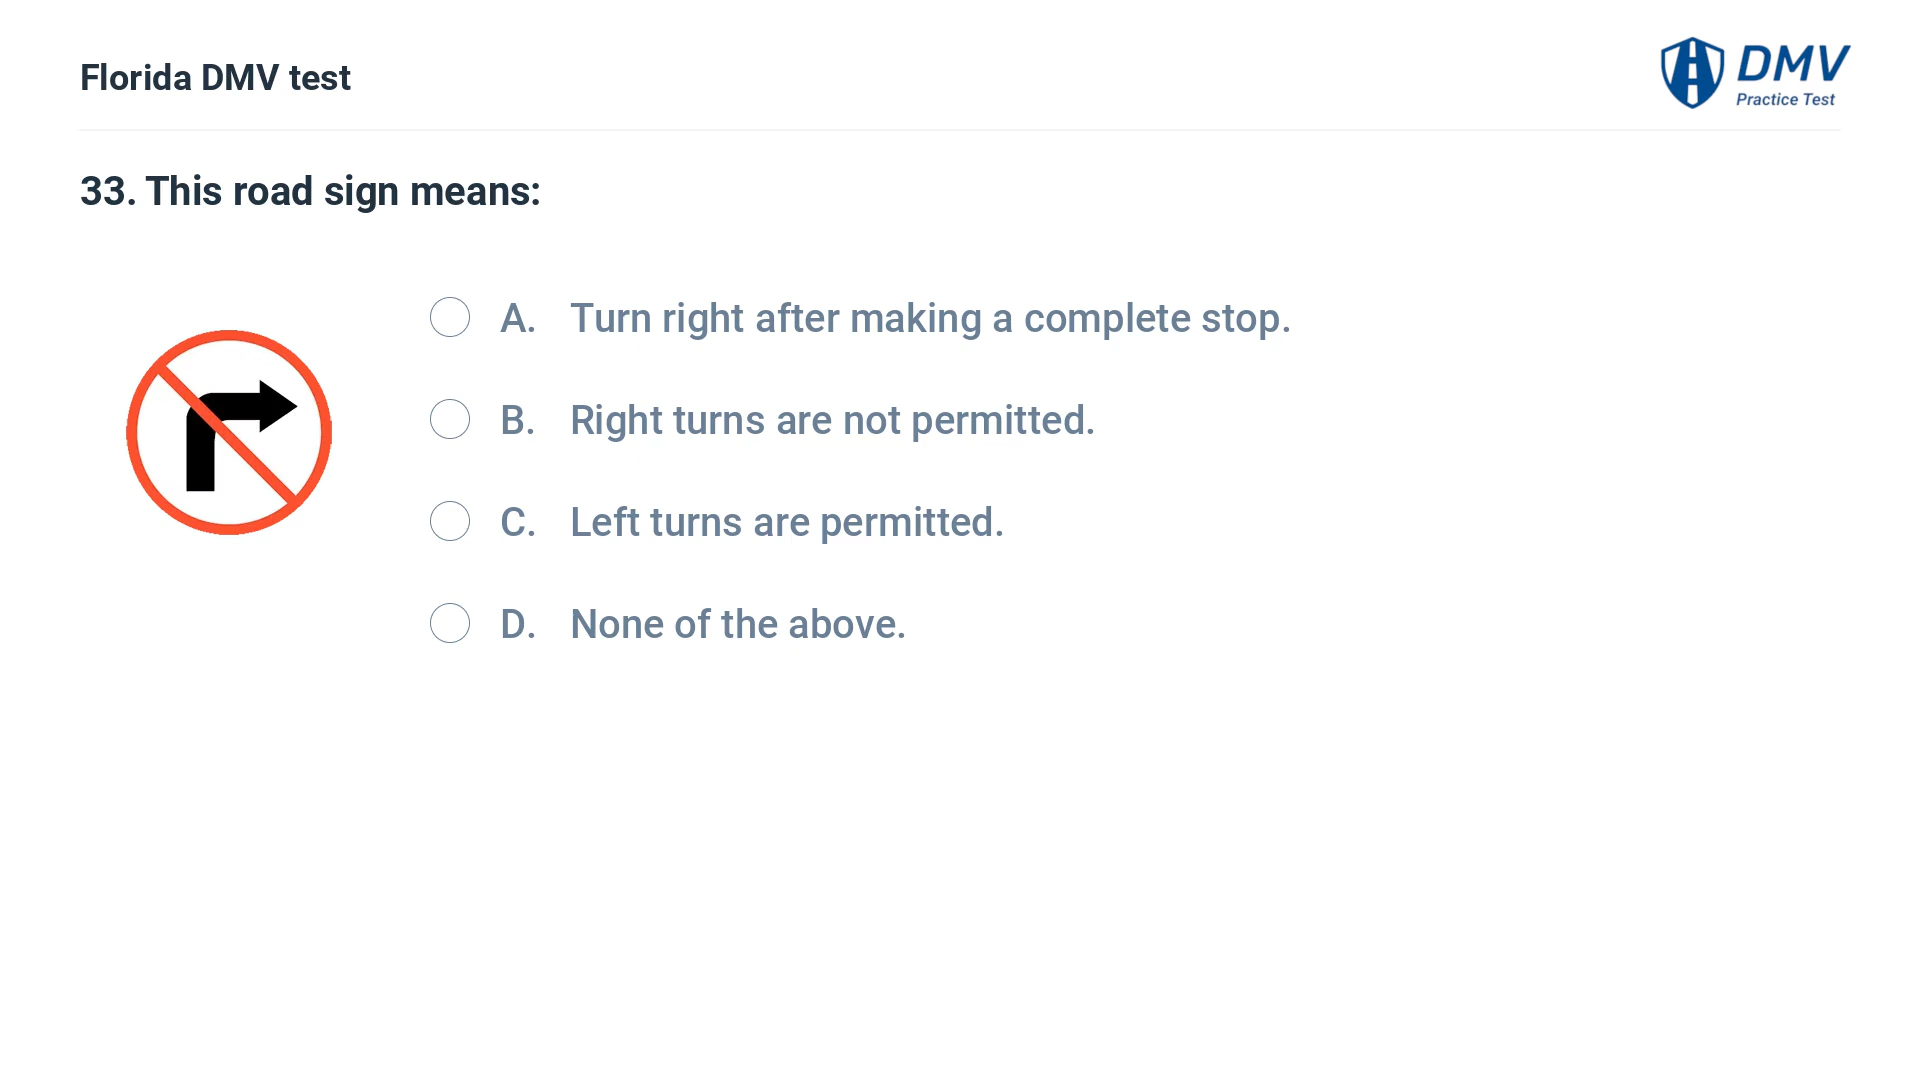 Florida DMV test
DMV
Practice Test
33. This road sign means:
A. Turn right after making a complete stop.
B. Right turns are not permitted.
C. Left turns are permitted.
D. None of the above.